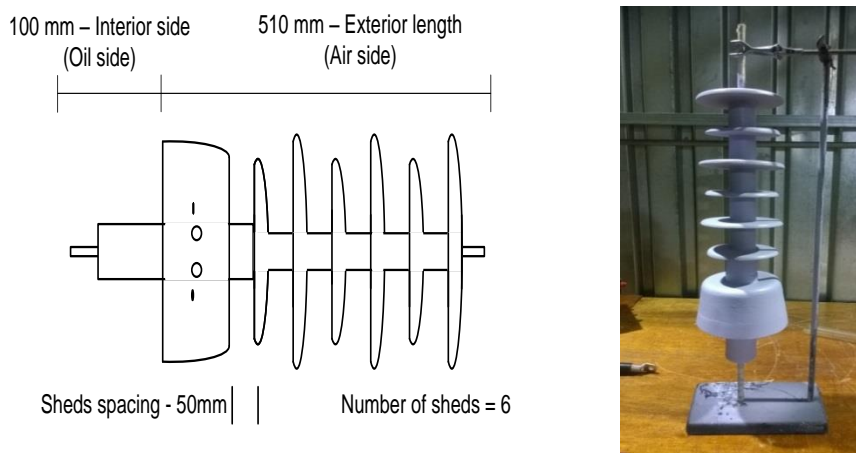 100 mm – Interior side
(Oil side)
510 mm – Exterior length
(Air side)
Sheds spacing - 50mm
Number of sheds = 6